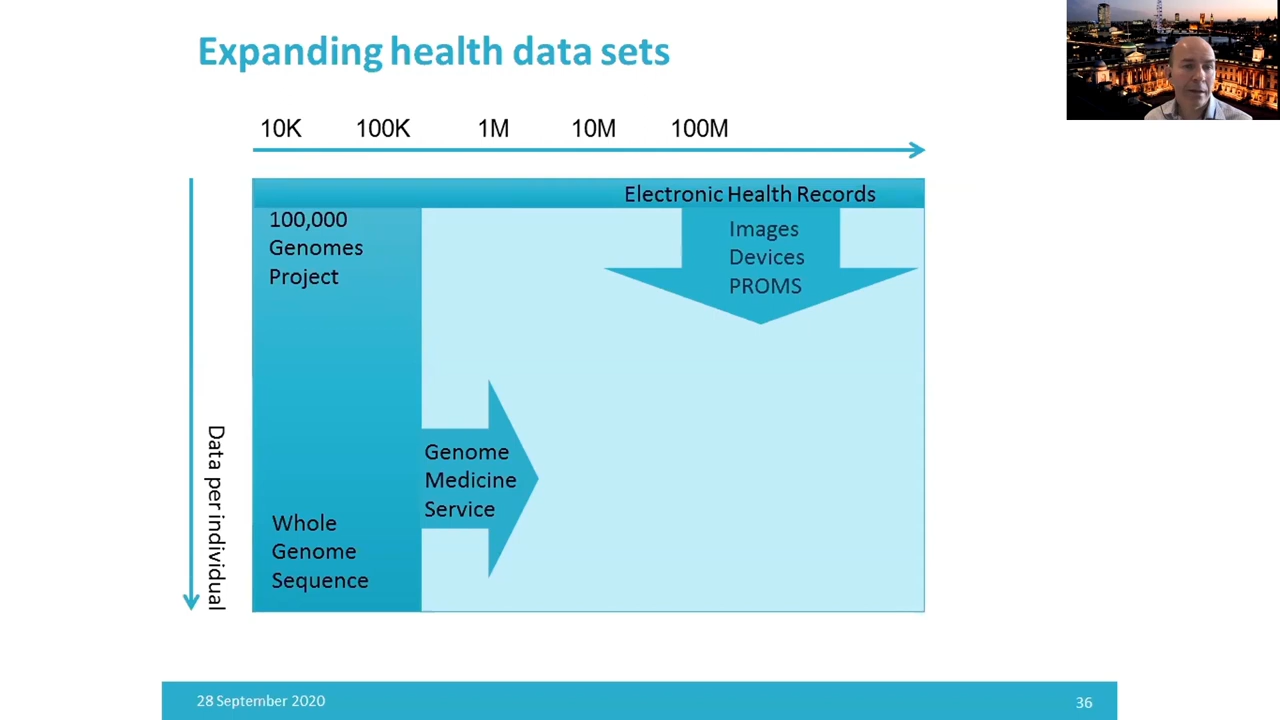 Expanding health data sets
10K 100K 1M 10M 100M
Electronic Health Records
100,000
Genomes
Project
Images
Devices
PROMS
Data per individual
Genome
Medicine
Service
Whole
Genome
Sequence
28 September 2020
36